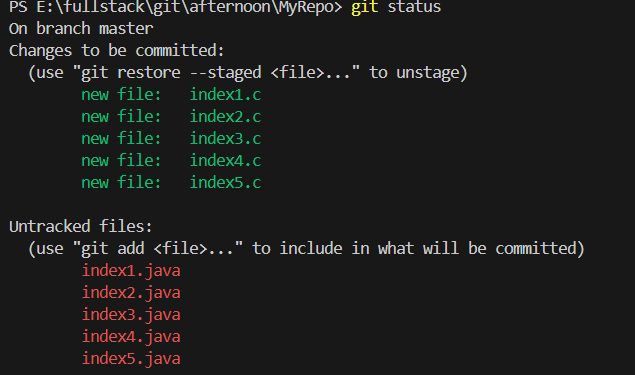 PS E:\fullstack\git\afternoon\MyRepo> git status
On branch master
Changes to be committed:
  (use "git restore --staged <file>..." to unstage)
        new file:   index1.c
        new file:   index2.c
        new file:   index3.c
        new file:   index4.c
        new file:   index5.c

Untracked files:
  (use "git add <file>..." to include in what will be committed)
        index1.java
        index2.java
        index3.java
        index4.java
        index5.java